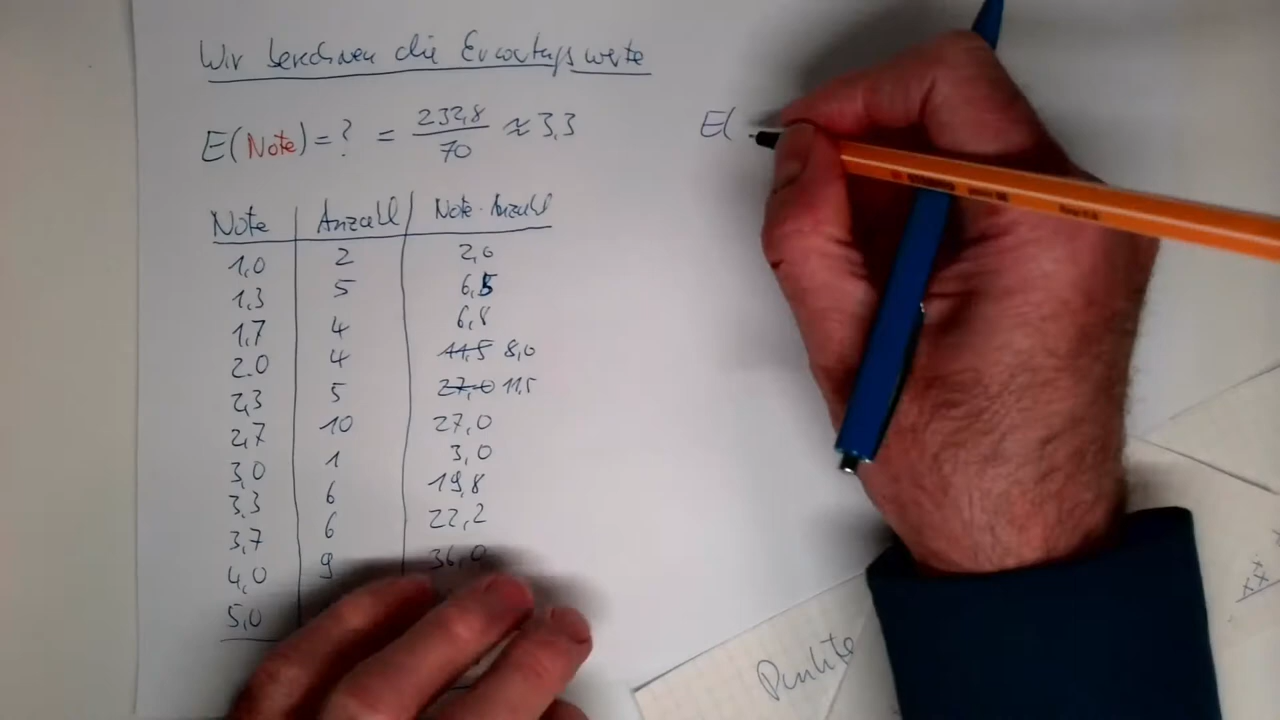 Wir berechnen die Erwartungswerte
E(Note) = ? = 232,8 / 70 ≈ 3,3
E(
Note | Anzahl | Note · Anzahl
1,0 | 2 | 2,0
1,3 | 5 | 6,5
1,7 | 4 | 6,8
2.0 | 4 | 11,5 8,0
2,3 | 5 | 27,0 11,5
2,7 | 10 | 27,0
3,0 | 1 | 3,0
3,3 | 6 | 19,8
3,7 | 6 | 22,2
4,0 | 9 | 36,0
5,0
Punkte
xx